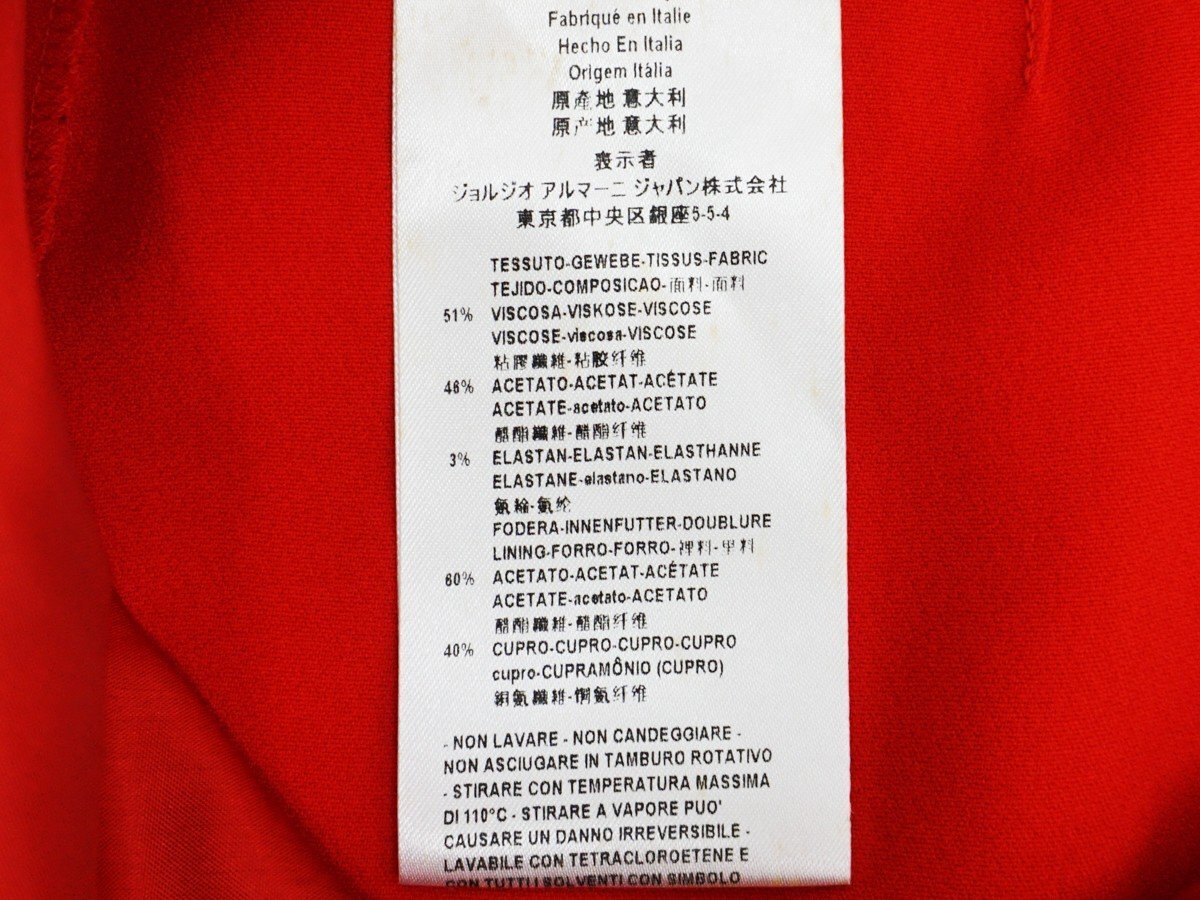 Fabriqué en Italie
Hecho En Italia
Origem Itália
原產地 意大利
原产地 意大利
表示者
ジョルジオ アルマーニ ジャパン株式会社
東京都中央区銀座5-5-4
TESSUTO-GEWEBE-TISSUS-FABRIC
TEJIDO-COMPOSICAO-面料-面料
51% VISCOSA-VISKOSE-VISCOSE
VISCOSE-viscosa-VISCOSE
粘膠纖維-粘胶纤维
46% ACETATO-ACETAT-ACÉTATE
ACETATE-acetato-ACETATO
醋酯纖維-醋酯纤维
3% ELASTAN-ELASTAN-ELASTHANNE
ELASTANE-elastano-ELASTANO
氨綸-氨纶
FODERA-INNENFUTTER-DOUBLURE
LINING-FORRO-FORRO-裡料-里料
60% ACETATO-ACETAT-ACÉTATE
ACETATE-acetato-ACETATO
醋酯纖維-醋酯纤维
40% CUPRO-CUPRO-CUPRO-CUPRO
cupro-CUPRAMÔNIO (CUPRO)
銅氨纖維-铜氨纤维
- NON LAVARE - NON CANDEGGIARE -
NON ASCIUGARE IN TAMBURO ROTATIVO
- STIRARE CON TEMPERATURA MASSIMA
DI 110°C - STIRARE A VAPORE PUO'
CAUSARE UN DANNO IRREVERSIBILE -
LAVABILE CON TETRACLOROETENE E
CON TUTTI I SOLVENTI CON SIMBOLO